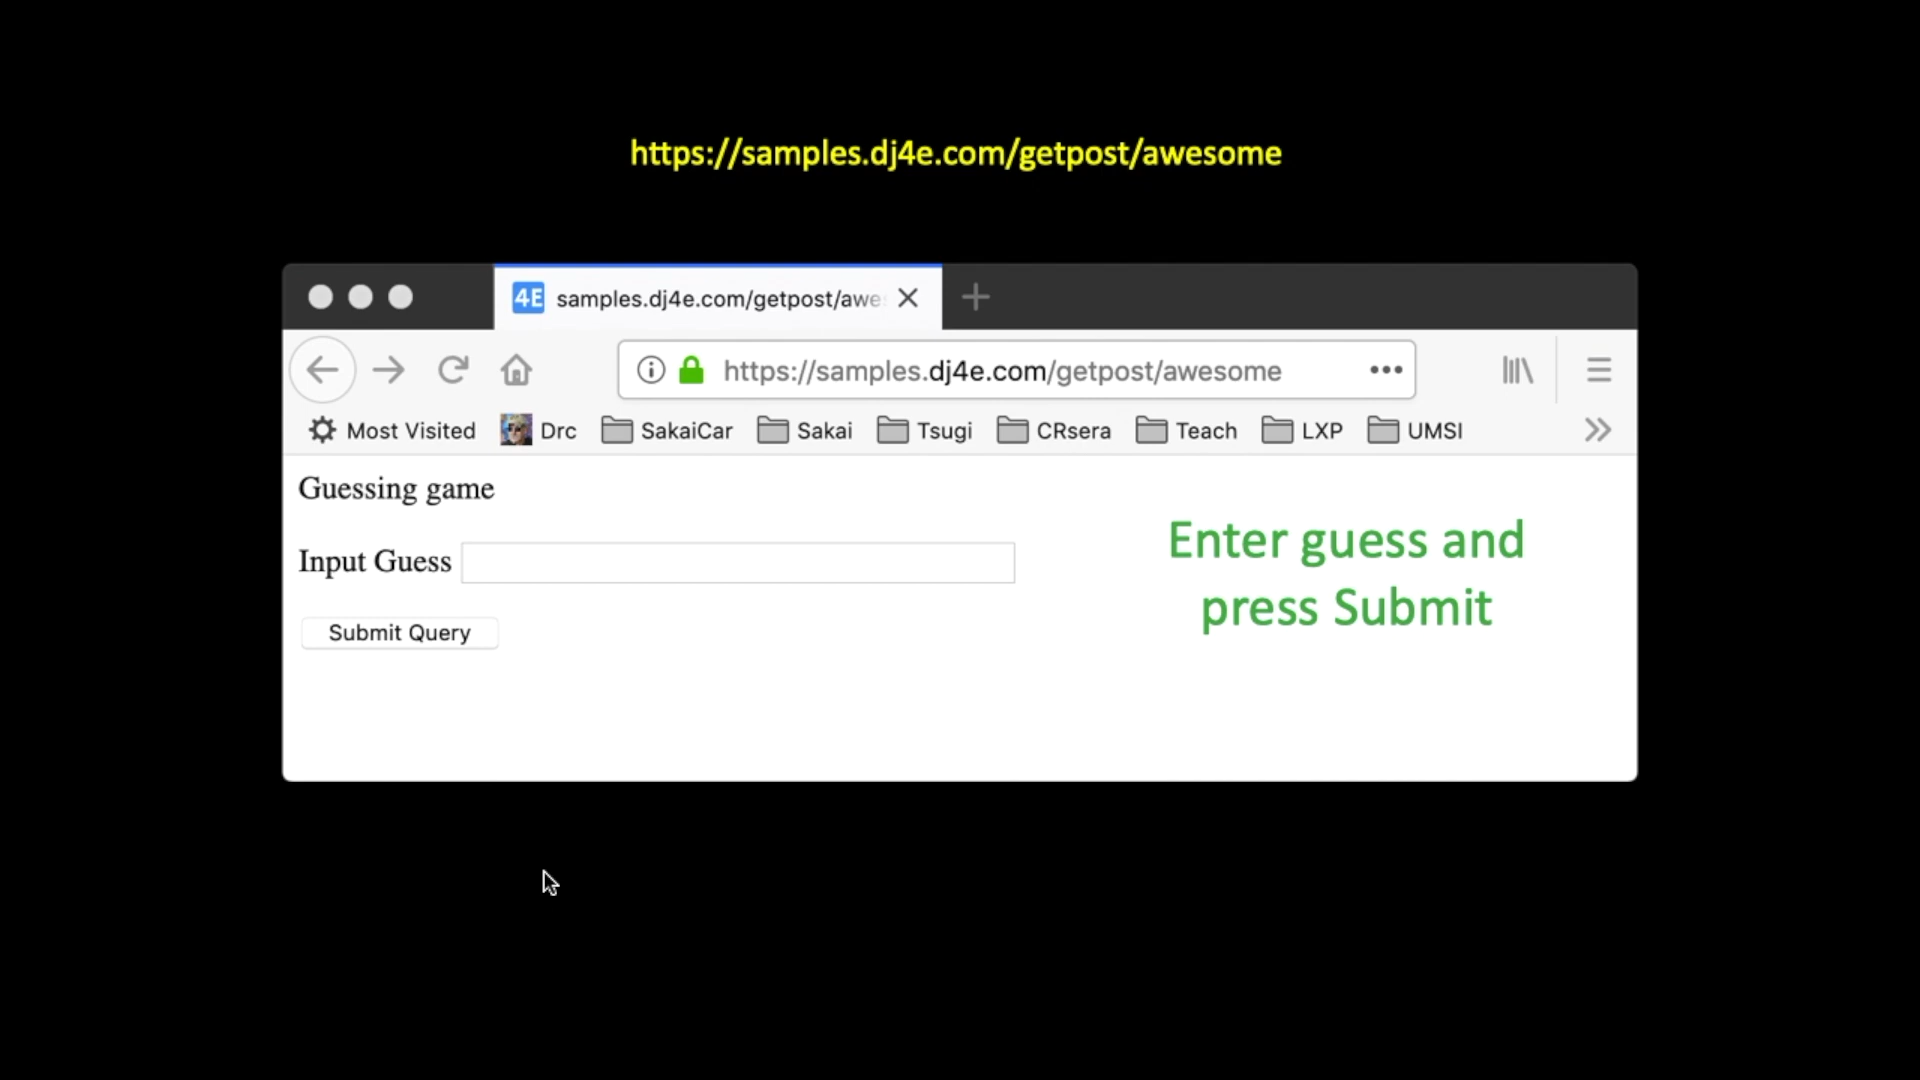 https://samples.dj4e.com/getpost/awesome
4E samples.dj4e.com/getpost/awe
https://samples.dj4e.com/getpost/awesome
Most Visited Drc SakaiCar Sakai Tsugi CRsera Teach LXP UMSI
Guessing game
Input Guess
Enter guess and
press Submit
Submit Query